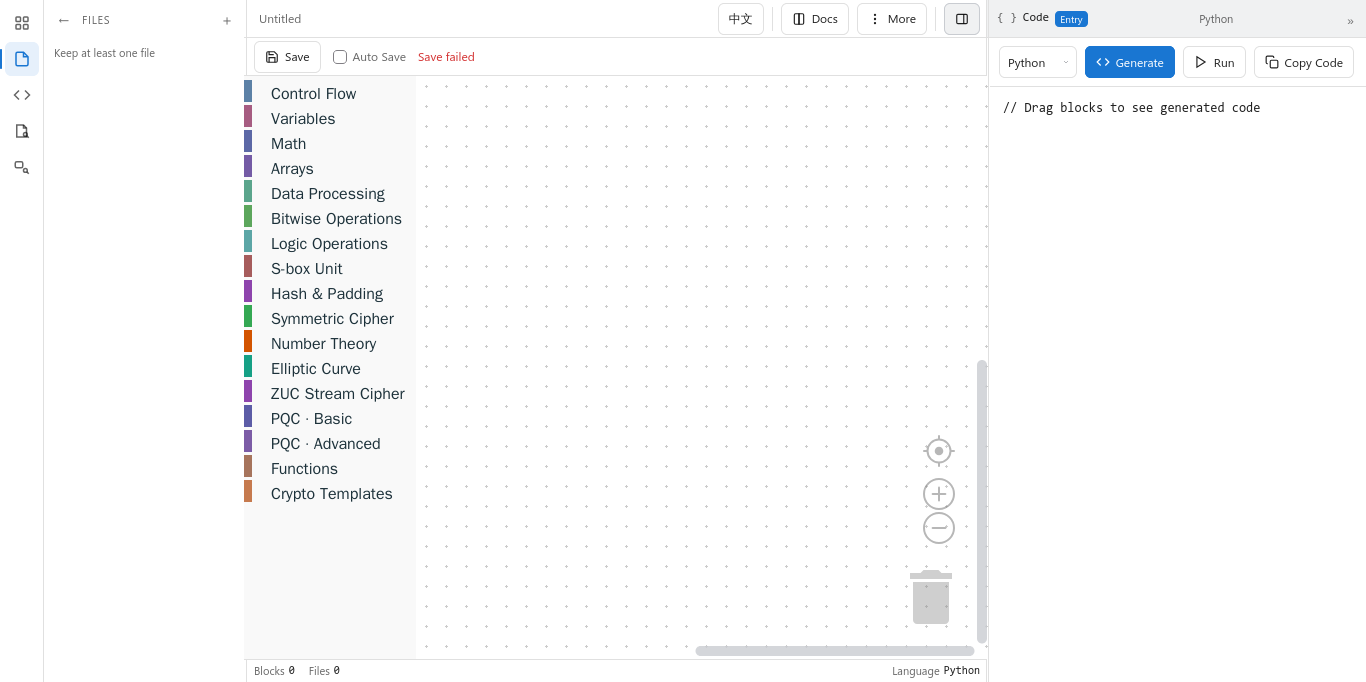 ← FILES +
Keep at least one file
Untitled
中文
Docs
More
Save
Auto Save
Save failed
Control Flow
Variables
Math
Arrays
Data Processing
Bitwise Operations
Logic Operations
S-box Unit
Hash & Padding
Symmetric Cipher
Number Theory
Elliptic Curve
ZUC Stream Cipher
PQC · Basic
PQC · Advanced
Functions
Crypto Templates
Blocks 0 Files 0
Language Python
{ } Code Entry
Python
»
Python
Generate
Run
Copy Code
// Drag blocks to see generated code